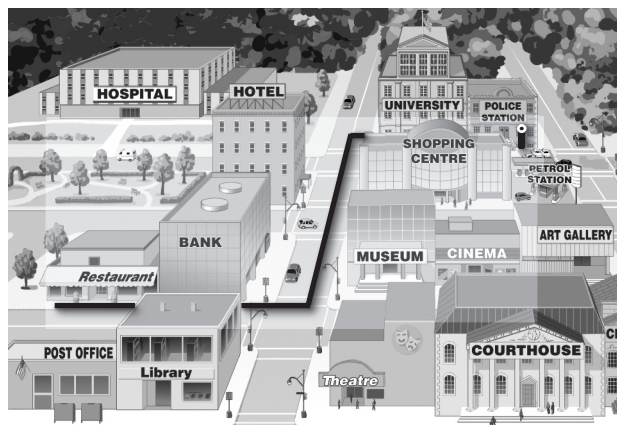 HOSPITAL
HOTEL
UNIVERSITY
POLICE
STATION
SHOPPING
CENTRE
PETROL
STATION
BANK
ART GALLERY
MUSEUM
CINEMA
Restaurant
POST OFFICE
Library
Theatre
COURTHOUSE